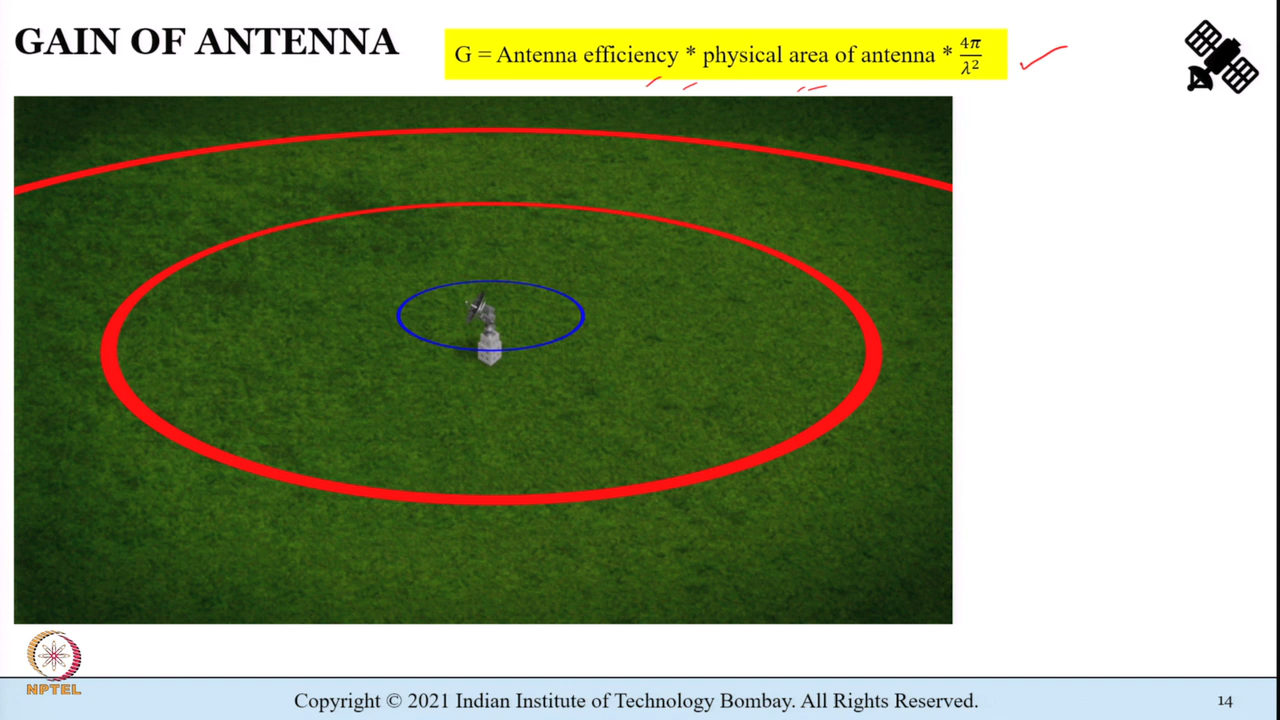 GAIN OF ANTENNA
G = Antenna efficiency * physical area of antenna * 4π/λ²
NPTEL
Copyright © 2021 Indian Institute of Technology Bombay. All Rights Reserved.
14